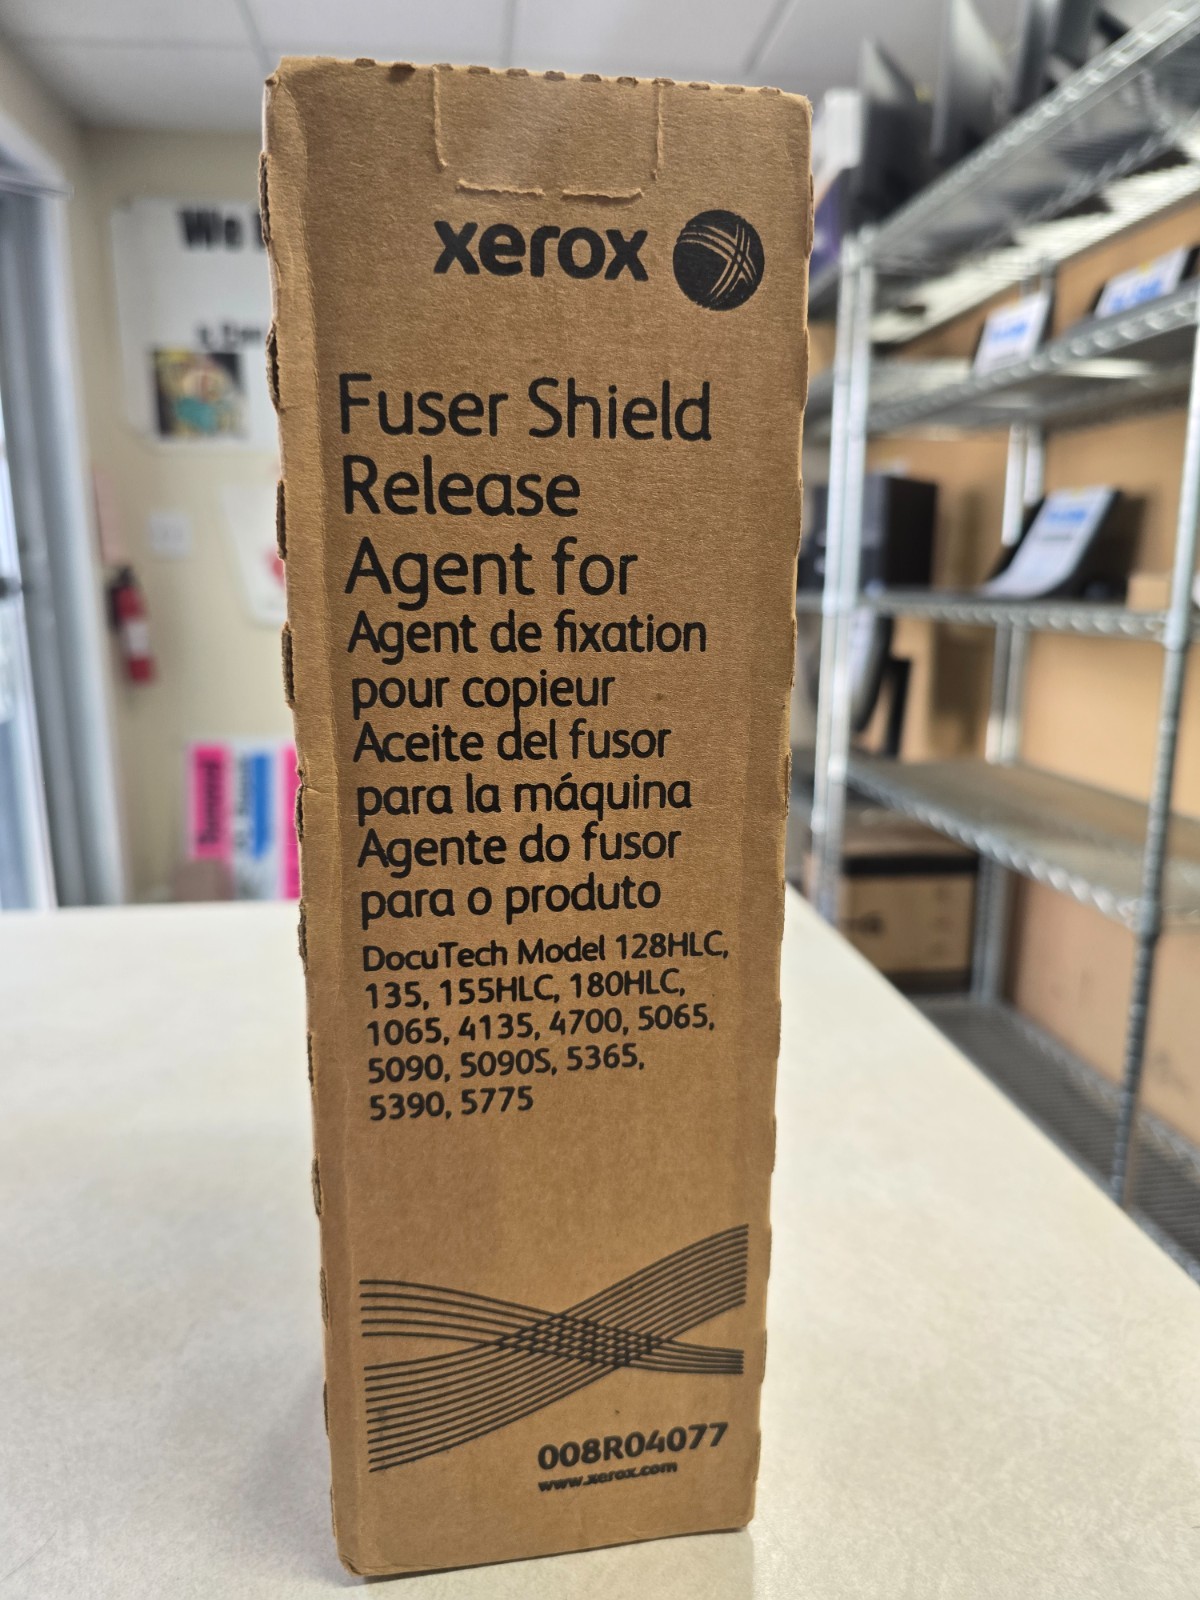 xerox
Fuser Shield
Release
Agent for
Agent de fixation
pour copieur
Aceite del fusor
para la máquina
Agente do fusor
para o produto
DocuTech Model 128HLC,
135, 155HLC, 180HLC,
1065, 4135, 4700, 5065,
5090, 5090S, 5365,
5390, 5775
008R04077
www.xerox.com
We